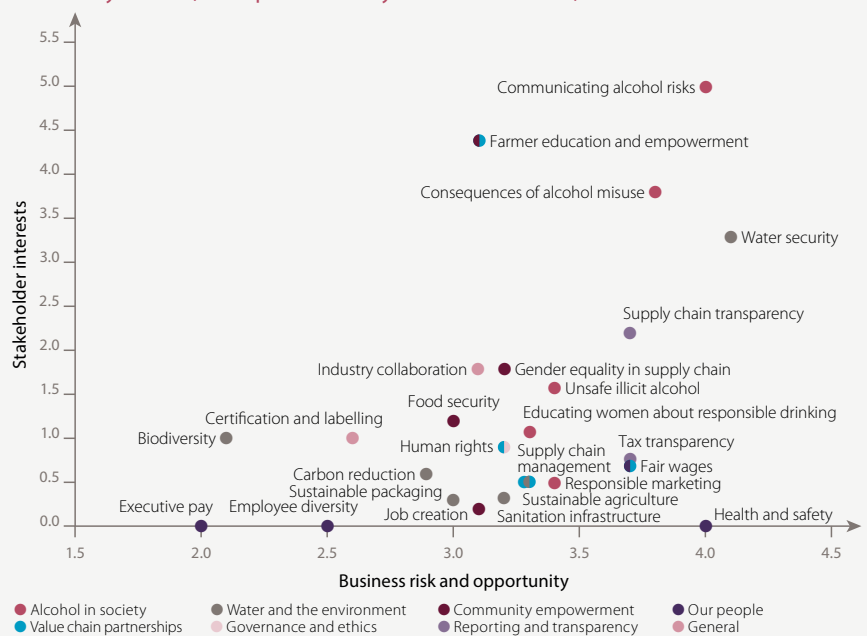 5.5
5.0
4.5
4.0
3.5
3.0
2.5
2.0
1.5
1.0
0.5
0.0
Stakeholder interests
Communicating alcohol risks
Farmer education and empowerment
Consequences of alcohol misuse
Water security
Supply chain transparency
Industry collaboration
Gender equality in supply chain
Unsafe illicit alcohol
Food security
Educating women about responsible drinking
Certification and labelling
Biodiversity
Human rights
Supply chain
management
Tax transparency
Fair wages
Carbon reduction
Responsible marketing
Sustainable packaging
Sustainable agriculture
Executive pay
Employee diversity
Job creation
Sanitation infrastructure
Health and safety
1.5 2.0 2.5 3.0 3.5 4.0 4.5
Business risk and opportunity
Alcohol in society
Water and the environment
Community empowerment
Our people
Value chain partnerships
Governance and ethics
Reporting and transparency
General